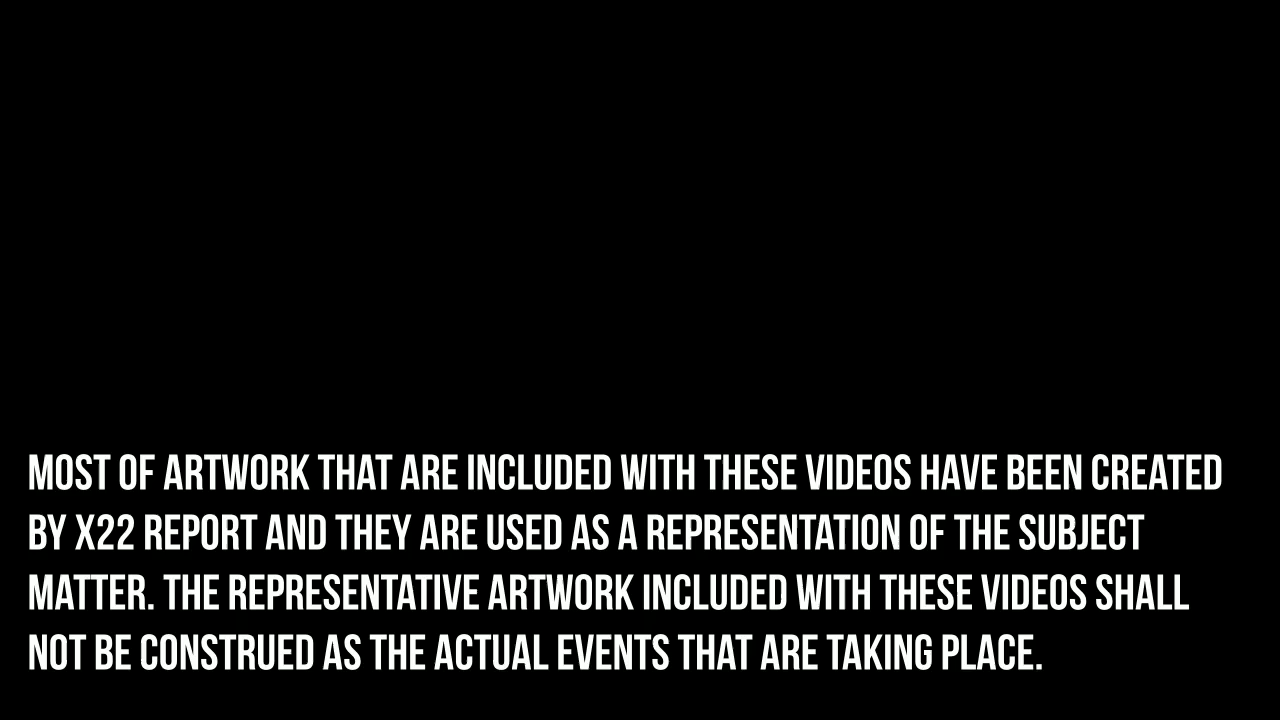 MOST OF ARTWORK THAT ARE INCLUDED WITH THESE VIDEOS HAVE BEEN CREATED
BY X22 REPORT AND THEY ARE USED AS A REPRESENTATION OF THE SUBJECT
MATTER. THE REPRESENTATIVE ARTWORK INCLUDED WITH THESE VIDEOS SHALL
NOT BE CONSTRUED AS THE ACTUAL EVENTS THAT ARE TAKING PLACE.